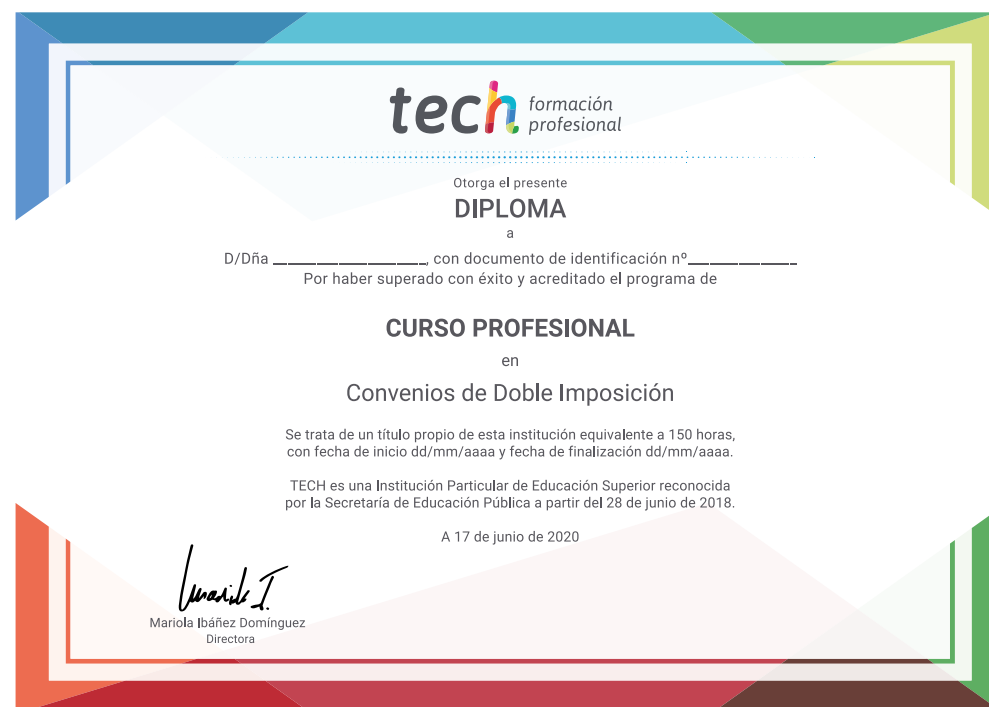 tech formación
profesional
Otorga el presente
DIPLOMA
a
D/Dña ____________________, con documento de identificación nº______________
Por haber superado con éxito y acreditado el programa de
CURSO PROFESIONAL
en
Convenios de Doble Imposición
Se trata de un título propio de esta institución equivalente a 150 horas,
con fecha de inicio dd/mm/aaaa y fecha de finalización dd/mm/aaaa.
TECH es una Institución Particular de Educación Superior reconocida
por la Secretaría de Educación Pública a partir del 28 de junio de 2018.
A 17 de junio de 2020
Mariola Ibáñez Domínguez
Directora